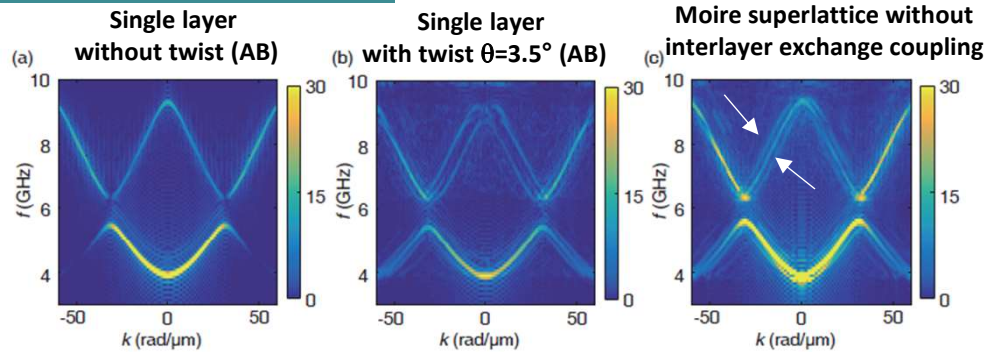 Single layer
without twist (AB)
Single layer
with twist θ=3.5° (AB)
Moire superlattice without
interlayer exchange coupling
(a)
(b)
(c)
10
8
6
4
f (GHz)
-50
0
50
k (rad/µm)
30
15
0
10
8
6
4
f (GHz)
-50
0
50
k (rad/µm)
30
15
0
10
8
6
4
f (GHz)
-50
0
50
k (rad/µm)
30
15
0